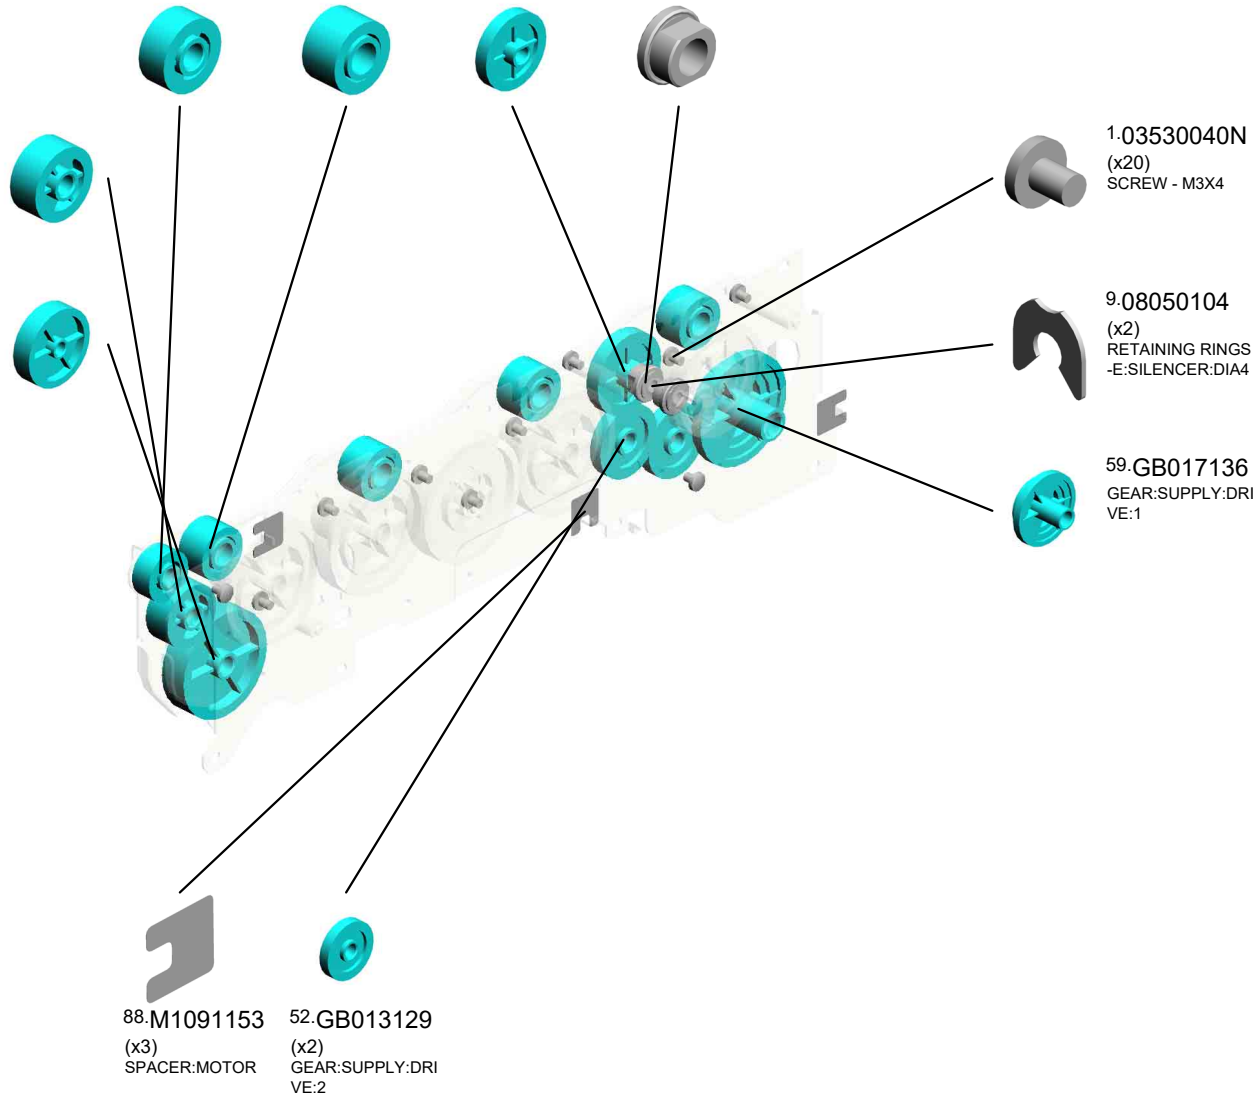 1.03530040N
(x20)
SCREW - M3X4
9.08050104
(x2)
RETAINING RINGS
-E:SILENCER:DIA4
59.GB017136
GEAR:SUPPLY:DRI
VE:1
88.M1091153
(x3)
SPACER:MOTOR
52.GB013129
(x2)
GEAR:SUPPLY:DRI
VE:2